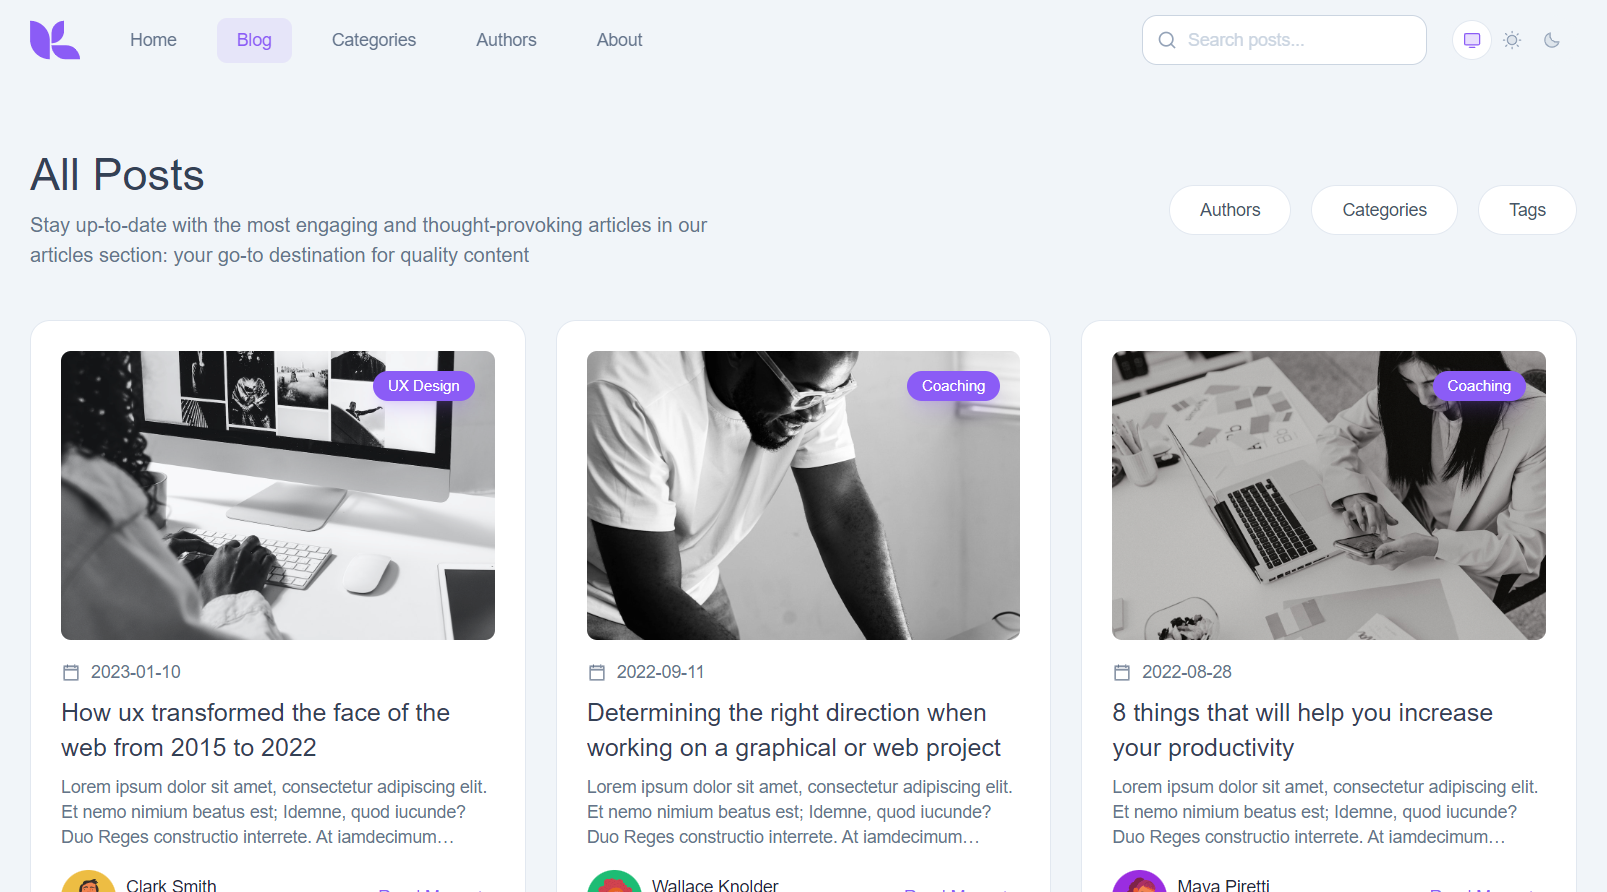 Home Blog Categories Authors About Search posts...
All Posts
Stay up-to-date with the most engaging and thought-provoking articles in our
articles section: your go-to destination for quality content
Authors Categories Tags
UX Design
2023-01-10
How ux transformed the face of the
web from 2015 to 2022
Lorem ipsum dolor sit amet, consectetur adipiscing elit.
Et nemo nimium beatus est; Idemne, quod iucunde?
Duo Reges constructio interrete. At iamdecimum…
Clark Smith
Coaching
2022-09-11
Determining the right direction when
working on a graphical or web project
Lorem ipsum dolor sit amet, consectetur adipiscing elit.
Et nemo nimium beatus est; Idemne, quod iucunde?
Duo Reges constructio interrete. At iamdecimum…
Wallace Knolder
Coaching
2022-08-28
8 things that will help you increase
your productivity
Lorem ipsum dolor sit amet, consectetur adipiscing elit.
Et nemo nimium beatus est; Idemne, quod iucunde?
Duo Reges constructio interrete. At iamdecimum…
Maya Piretti